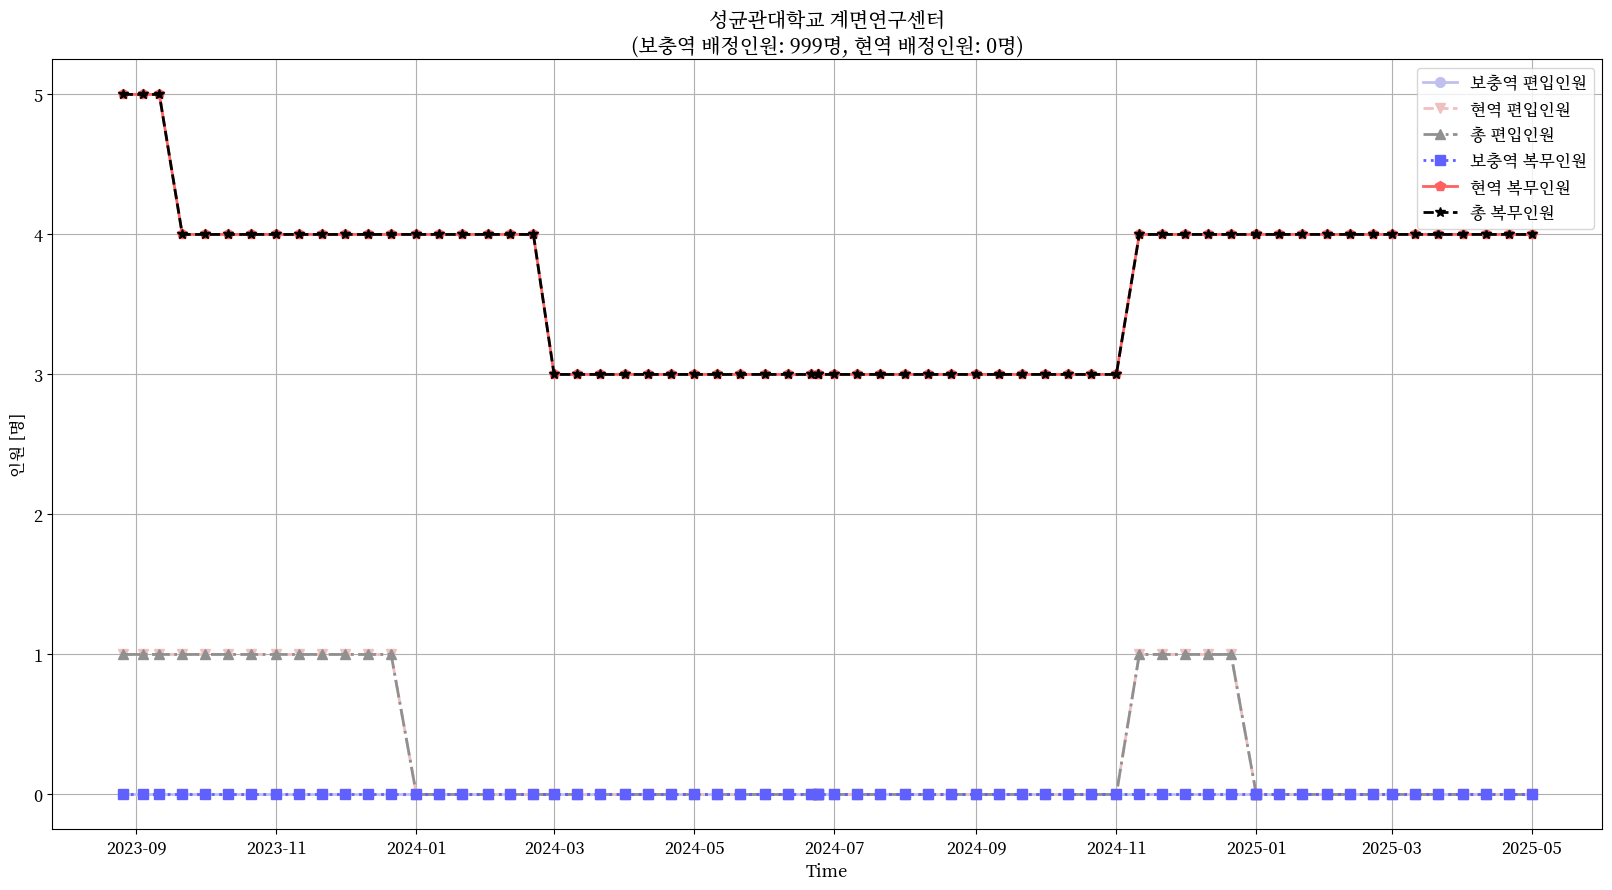 성균관대학교 계면연구센터
(보충역 배정인원: 999명, 현역 배정인원: 0명)
보충역 편입인원
현역 편입인원
총 편입인원
보충역 복무인원
현역 복무인원
총 복무인원
인원 [명]
5
4
3
2
1
0
2023-09
2023-11
2024-01
2024-03
2024-05
2024-07
2024-09
2024-11
2025-01
2025-03
2025-05
Time